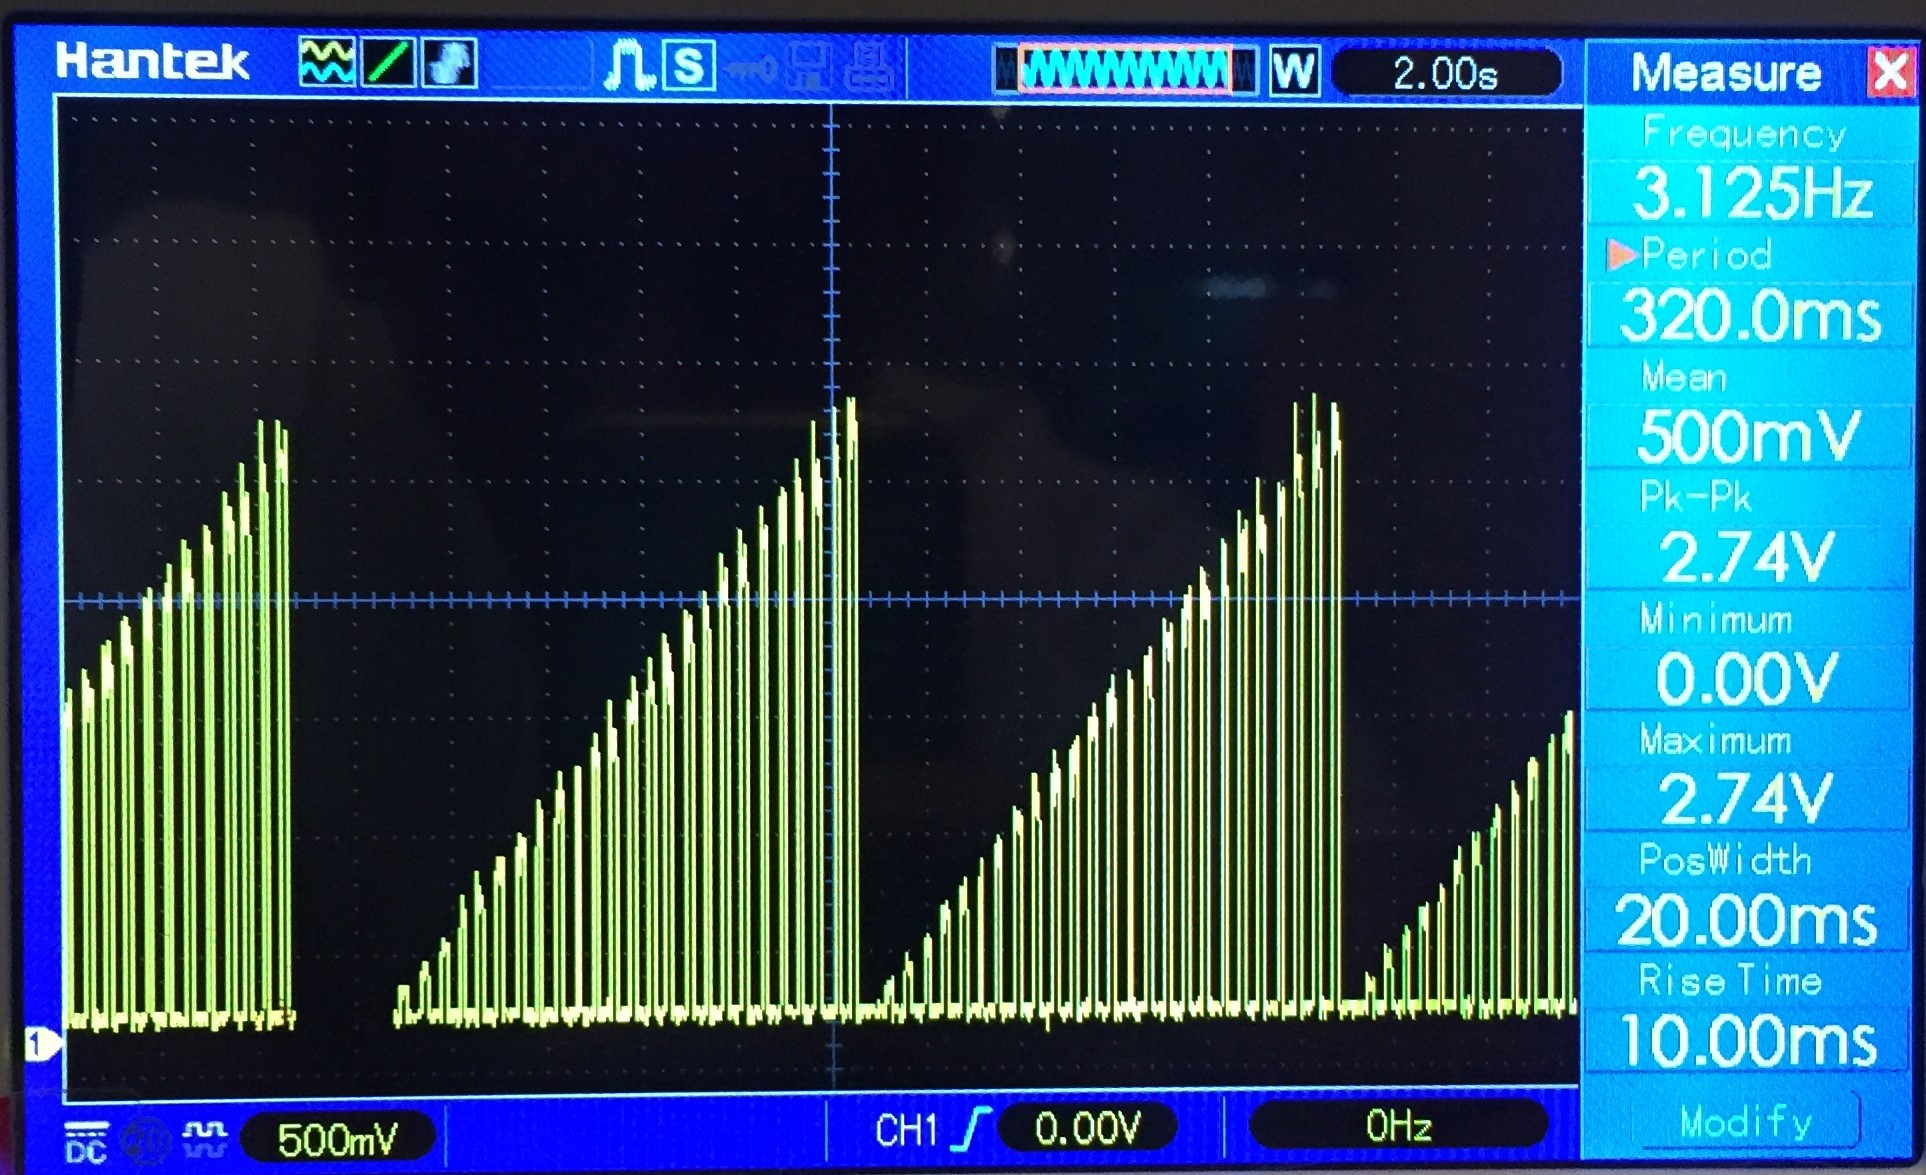 Hantek
S
W
2.00s
Measure
X
Frequency
3.125Hz
Period
320.0ms
Mean
500mV
Pk-Pk
2.74V
Minimum
0.00V
Maximum
2.74V
PosWidth
20.00ms
Rise Time
10.00ms
Modify
1
DC
500mV
CH1
0.00V
0Hz